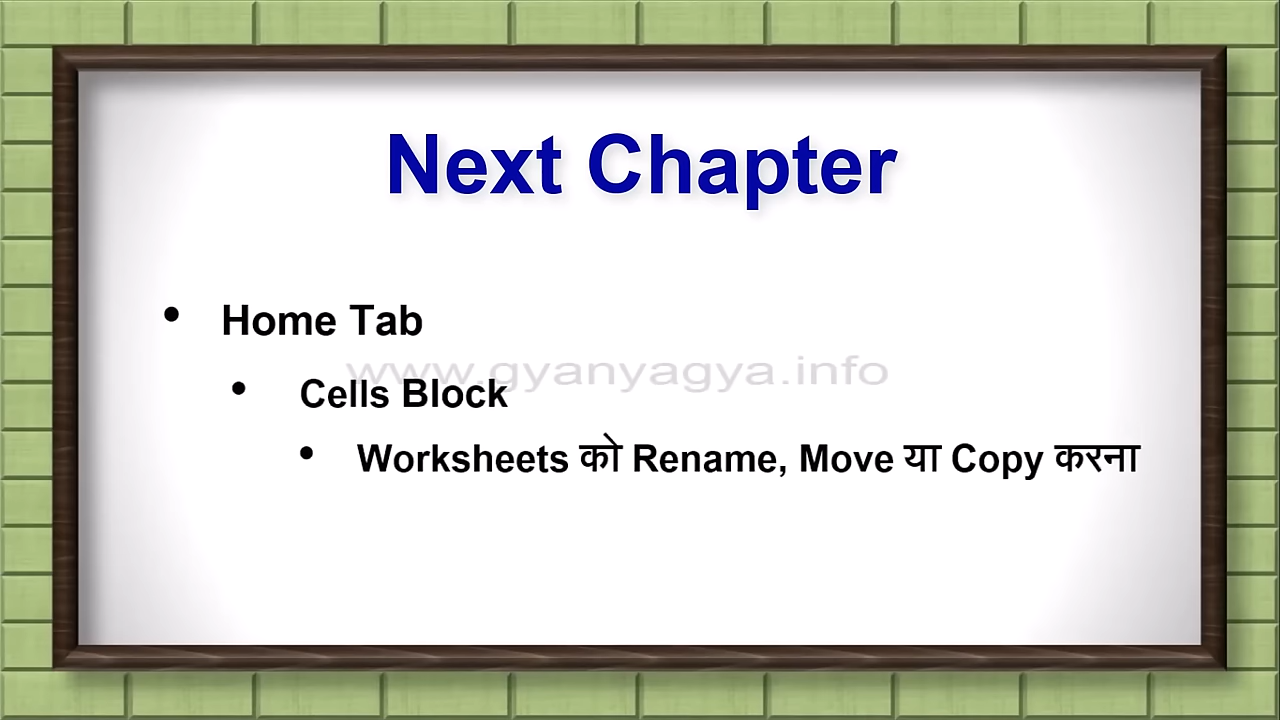 Next Chapter
• Home Tab
www.gyanyagya.info
• Cells Block
• Worksheets को Rename, Move या Copy करना